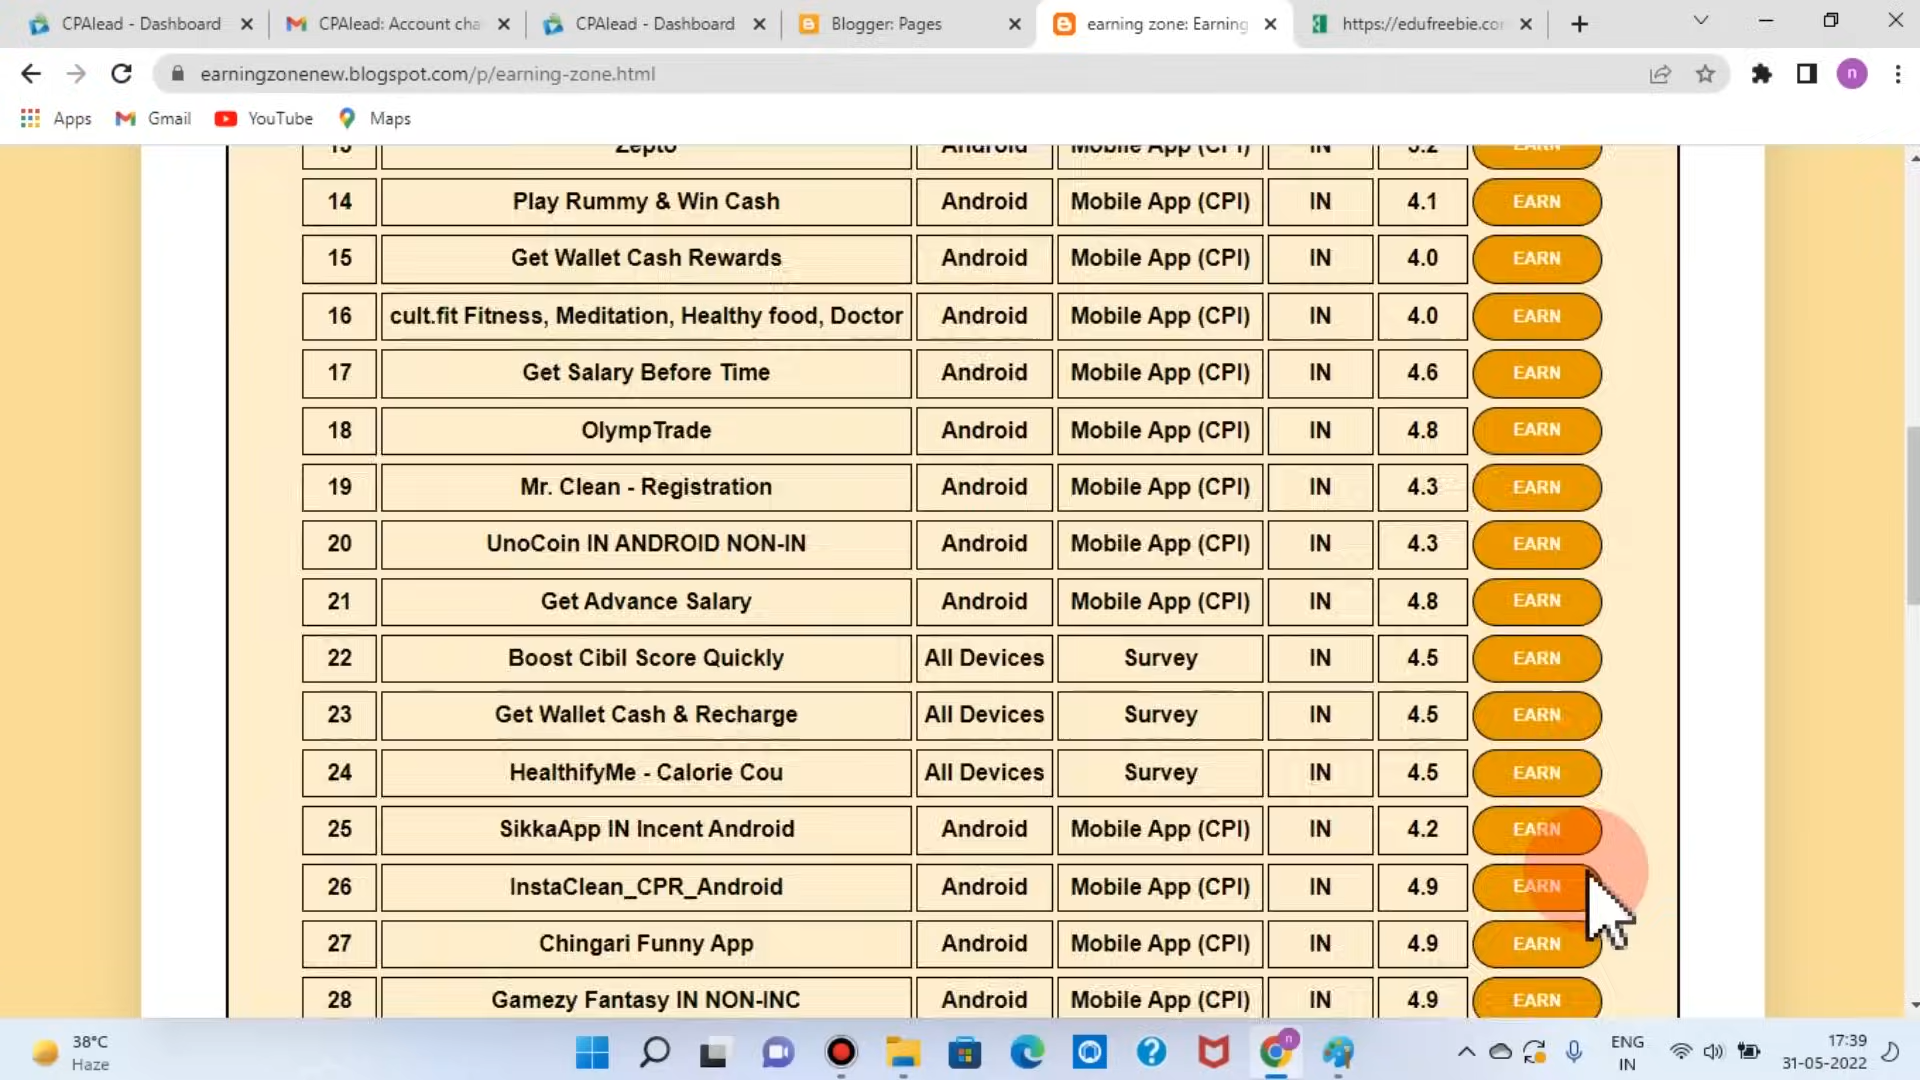 CPAlead - Dashboard
CPAlead: Account cha
CPAlead - Dashboard
Blogger: Pages
earning zone: Earning
https://edufreebie.co
earningzonenew.blogspot.com/p/earning-zone.html
n
Apps
Gmail
YouTube
Maps
13 Zepto Android Mobile App (CPI) IN 3.2 EARN
14 Play Rummy & Win Cash Android Mobile App (CPI) IN 4.1 EARN
15 Get Wallet Cash Rewards Android Mobile App (CPI) IN 4.0 EARN
16 cult.fit Fitness, Meditation, Healthy food, Doctor Android Mobile App (CPI) IN 4.0 EARN
17 Get Salary Before Time Android Mobile App (CPI) IN 4.6 EARN
18 OlympTrade Android Mobile App (CPI) IN 4.8 EARN
19 Mr. Clean - Registration Android Mobile App (CPI) IN 4.3 EARN
20 UnoCoin IN ANDROID NON-IN Android Mobile App (CPI) IN 4.3 EARN
21 Get Advance Salary Android Mobile App (CPI) IN 4.8 EARN
22 Boost Cibil Score Quickly All Devices Survey IN 4.5 EARN
23 Get Wallet Cash & Recharge All Devices Survey IN 4.5 EARN
24 HealthifyMe - Calorie Cou All Devices Survey IN 4.5 EARN
25 SikkaApp IN Incent Android Android Mobile App (CPI) IN 4.2 EARN
26 InstaClean_CPR_Android Android Mobile App (CPI) IN 4.9 EARN
27 Chingari Funny App Android Mobile App (CPI) IN 4.9 EARN
28 Gamezy Fantasy IN NON-INC Android Mobile App (CPI) IN 4.9 EARN
38°C
Haze
n
ENG
IN
17:39
31-05-2022